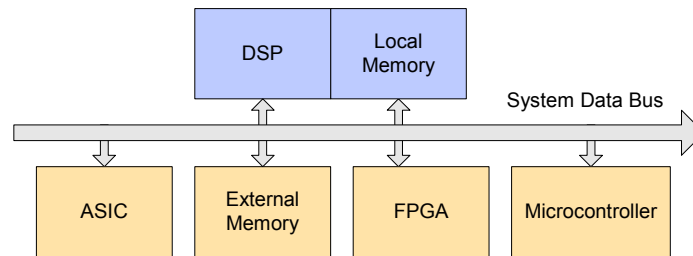 DSP
Local
Memory
System Data Bus
ASIC
External
Memory
FPGA
Microcontroller